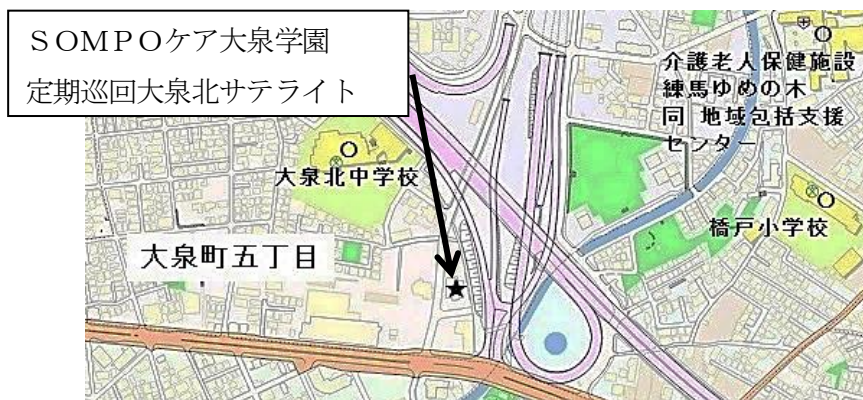 ＳＯＭＰＯケア大泉学園
定期巡回大泉北サテライト
介護老人保健施設
練馬ゆめの木
同 地域包括支援
センター
大泉北中学校
橋戸小学校
大泉町五丁目